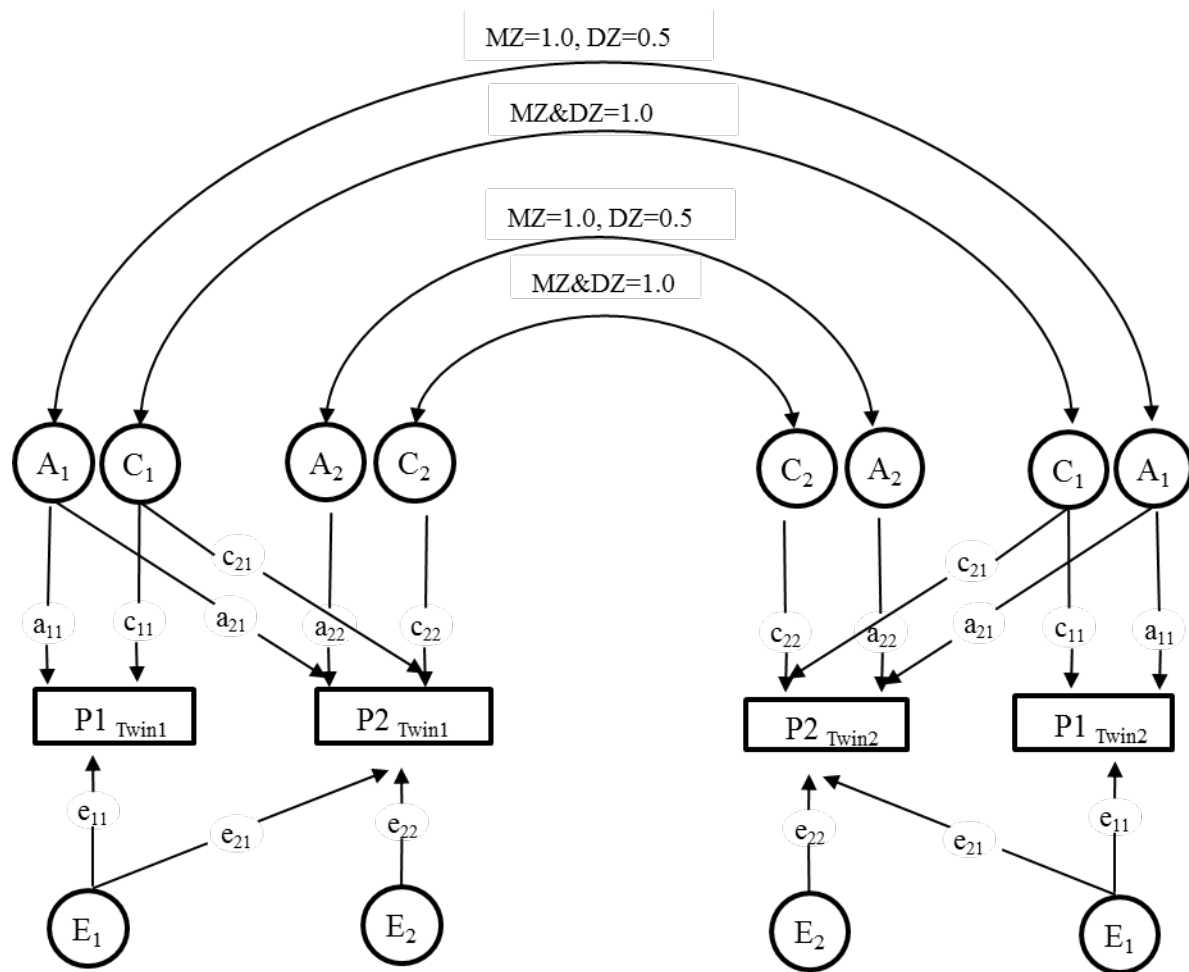 MZ=1.0, DZ=0.5
MZ&DZ=1.0
MZ=1.0, DZ=0.5
MZ&DZ=1.0
A₁ C₁ A₂ C₂ C₂ A₂ C₁ A₁
c₂₁ c₂₁
a₁₁ c₁₁ a₂₁ a₂₂ c₂₂ c₂₂ a₂₂ a₂₁ c₁₁ a₁₁
P1 Twin1 P2 Twin1 P2 Twin2 P1 Twin2
e₁₁ e₂₁ e₂₂ e₂₂ e₂₁ e₁₁
E₁ E₂ E₂ E₁